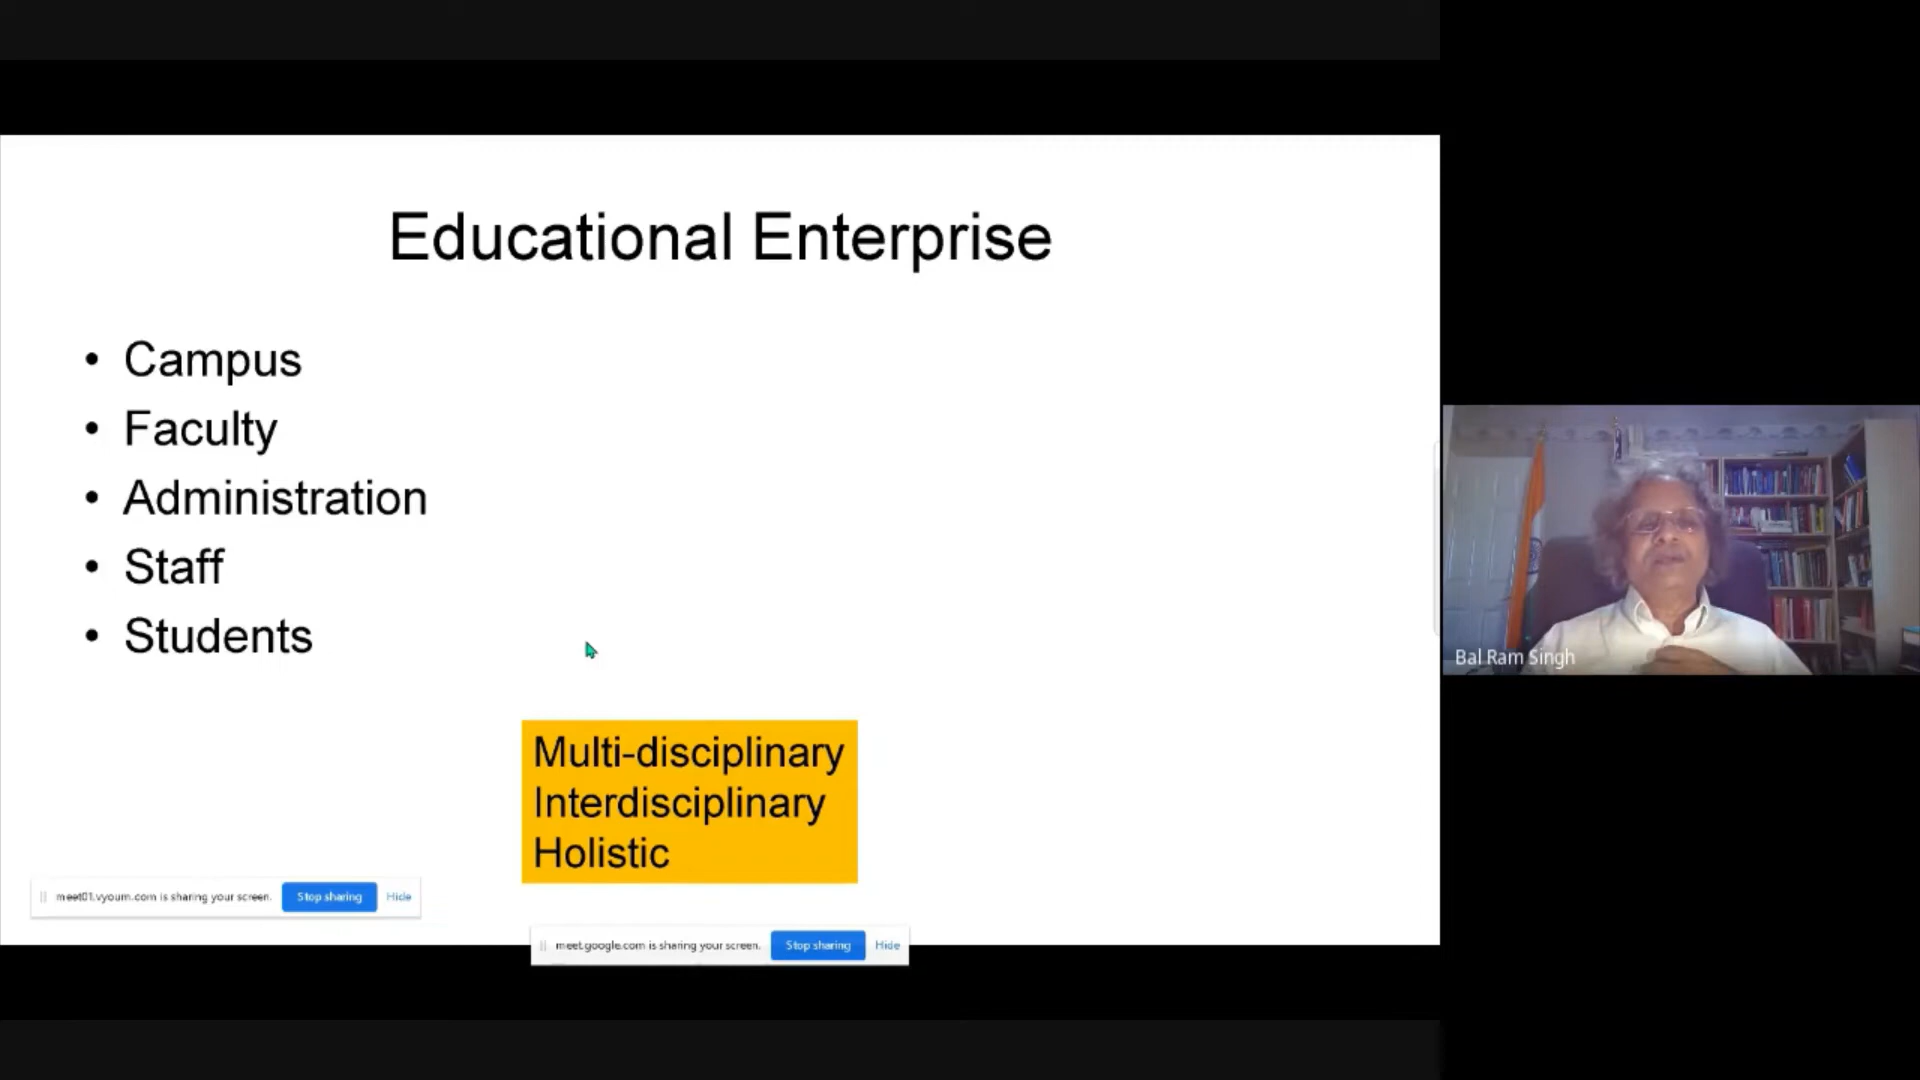 Educational Enterprise
• Campus
• Faculty
• Administration
• Staff
• Students
Multi-disciplinary
Interdisciplinary
Holistic
meet01.vyoum.com is sharing your screen. Stop sharing Hide
meet.google.com is sharing your screen. Stop sharing Hide
Bal Ram Singh